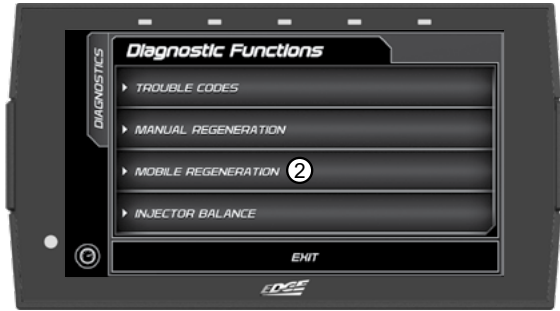 DIAGNOSTICS
Diagnostic Functions
TROUBLE CODES
MANUAL REGENERATION
MOBILE REGENERATION 2
INJECTOR BALANCE
EXIT
EDGE